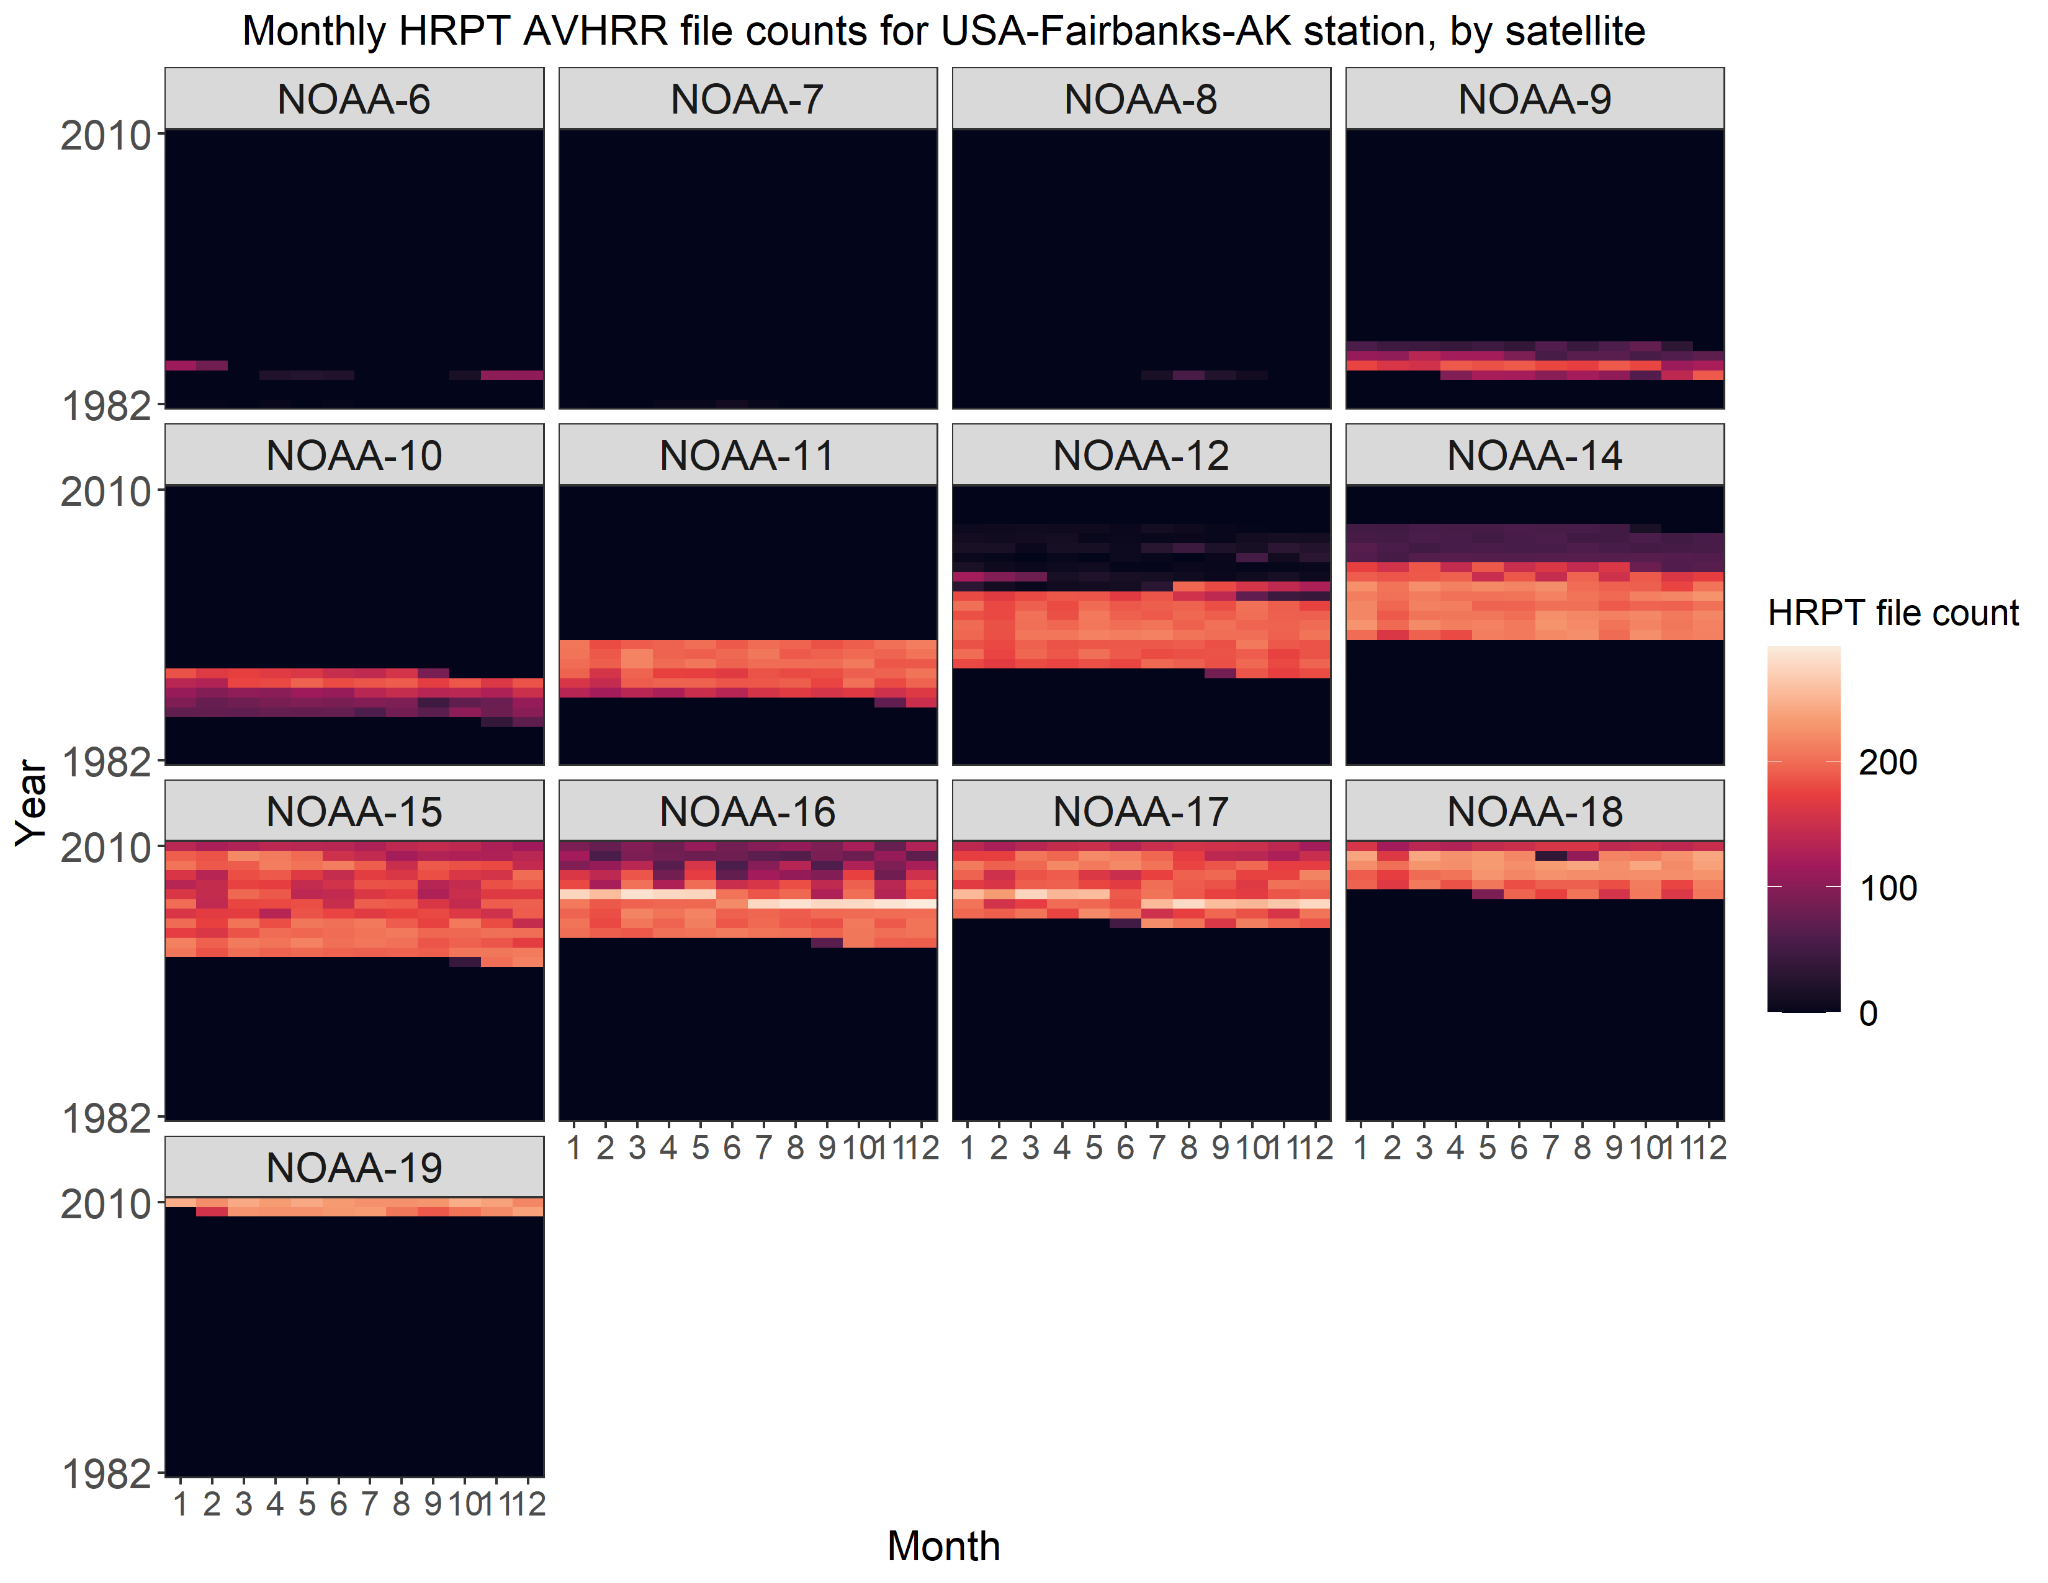 Monthly HRPT AVHRR file counts for USA-Fairbanks-AK station, by satellite
NOAA-6 NOAA-7 NOAA-8 NOAA-9
2010
1982
NOAA-10 NOAA-11 NOAA-12 NOAA-14
2010
1982
HRPT file count
200
100
0
Year
NOAA-15 NOAA-16 NOAA-17 NOAA-18
2010
1982
1 2 3 4 5 6 7 8 9 10 11 12 1 2 3 4 5 6 7 8 9 10 11 12 1 2 3 4 5 6 7 8 9 10 11 12
NOAA-19
2010
1982
1 2 3 4 5 6 7 8 9 10 11 12
Month